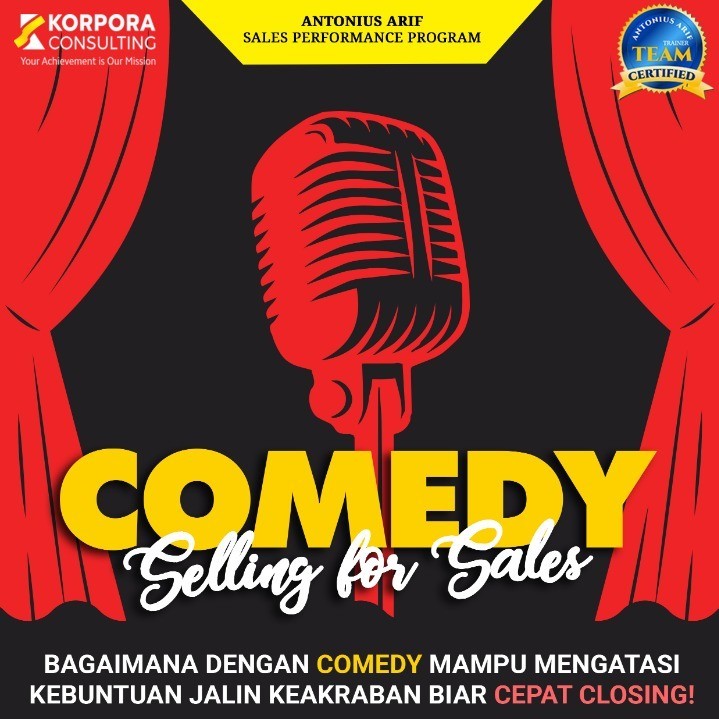 KORPORA
CONSULTING
Your Achievement is Our Mission
ANTONIUS ARIF
SALES PERFORMANCE PROGRAM
ANTONIUS ARIF
TRAINER
TEAM
CERTIFIED
COMEDY
Selling for Sales
BAGAIMANA DENGAN COMEDY MAMPU MENGATASI
KEBUNTUAN JALIN KEAKRABAN BIAR CEPAT CLOSING!